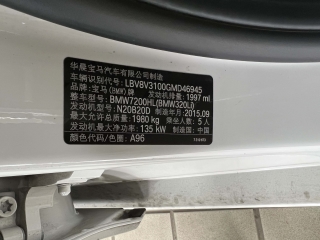 华晨宝马汽车有限公司制造
车辆识别代号: LBV8V3100GMD46945
品牌: 宝马(BMW)牌 发动机排量: 1997 ml
整车型号: BMW7200HL(BMW320Li)
发动机型号: N20B20D 制造年月: 2015.09
最大允许总质量: 1980 kg 乘坐人数: 5 人
发动机最大净功率: 135 kW 制造国: 中国
颜色代码/色圈: A96